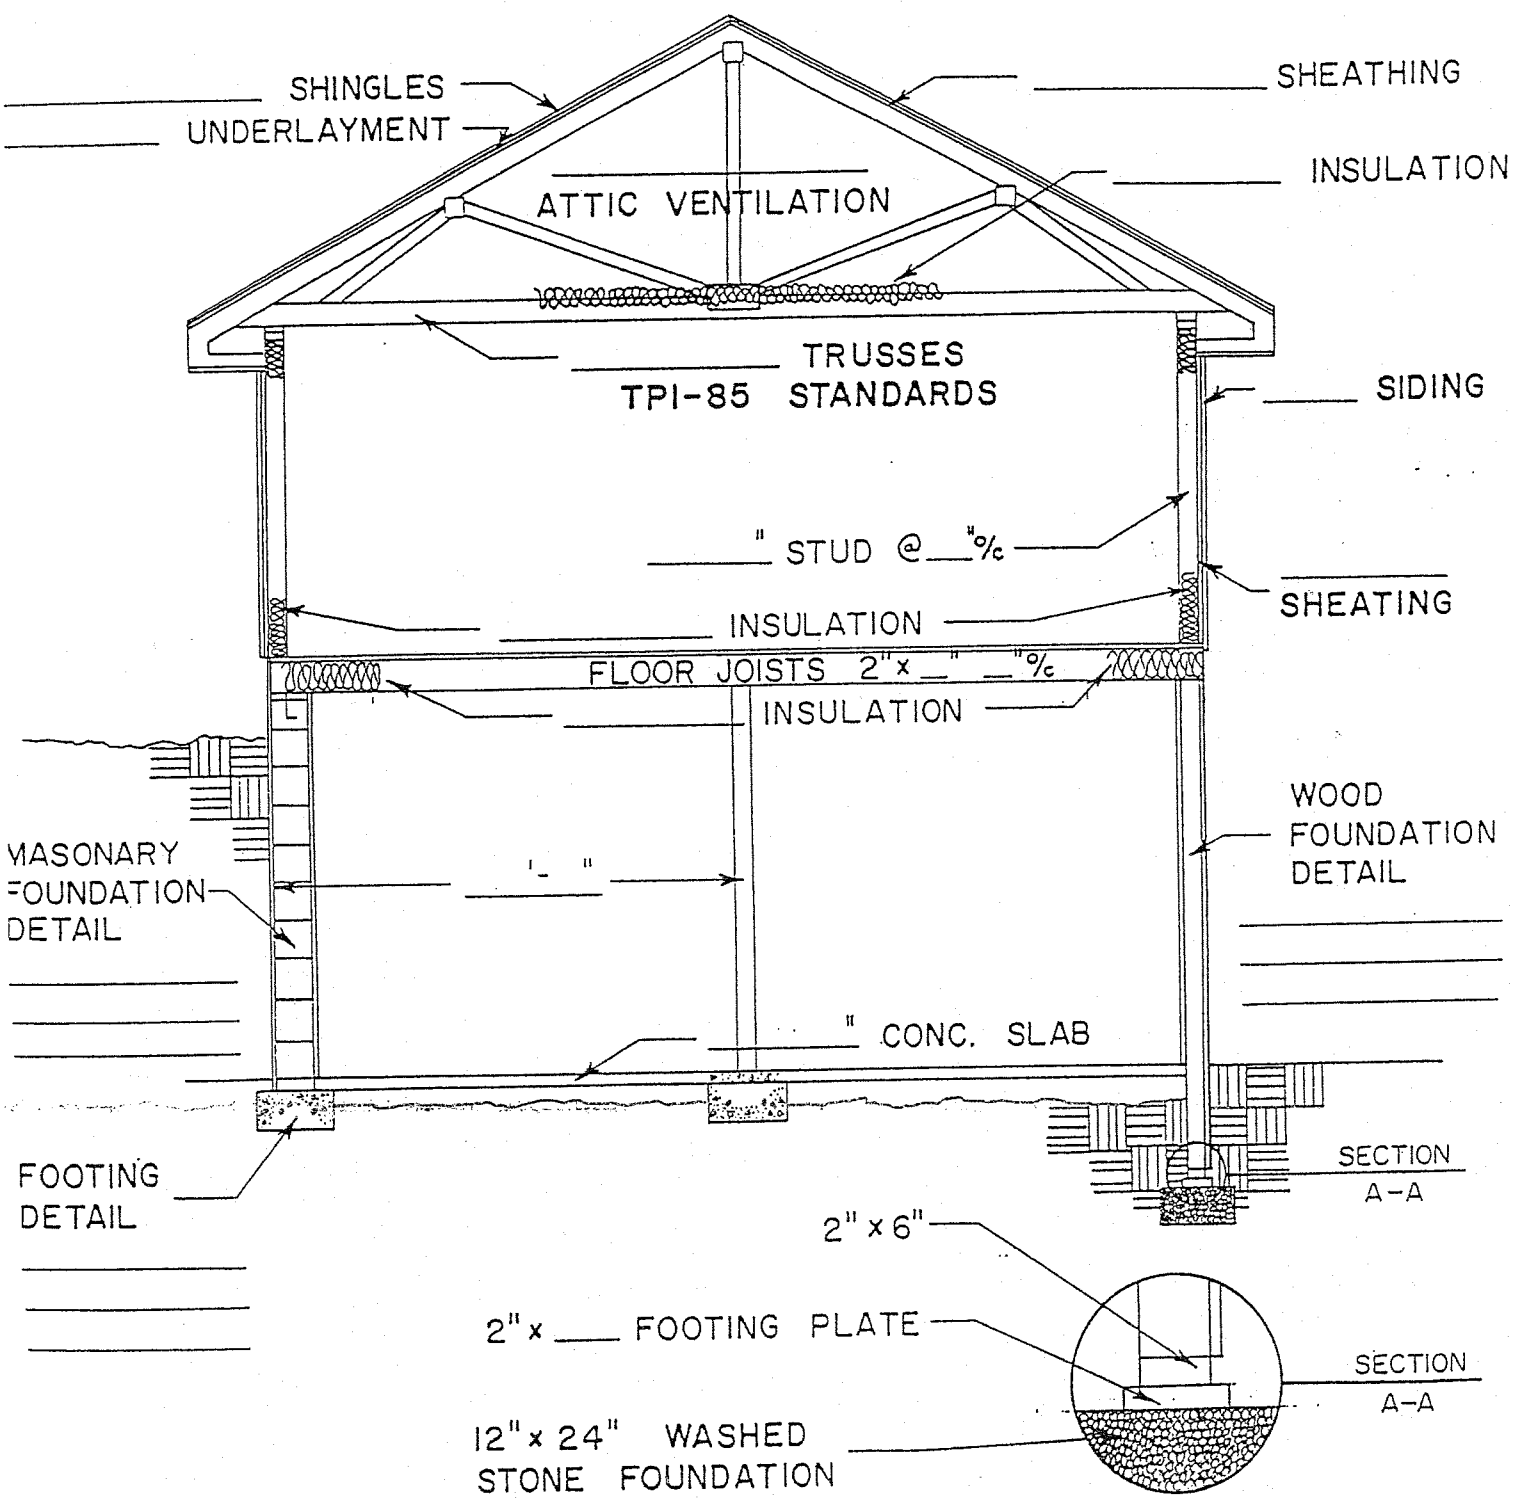 SHINGLES
UNDERLAYMENT
SHEATHING
INSULATION
ATTIC VENTILATION
TRUSSES
TPI-85 STANDARDS
SIDING
" STUD @ "o/c
SHEATING
INSULATION
FLOOR JOISTS 2"x " "o/c
INSULATION
WOOD
FOUNDATION
DETAIL
MASONARY
FOUNDATION
DETAIL
'- "
" CONC. SLAB
FOOTING
DETAIL
SECTION
A-A
2"x6"
2"x FOOTING PLATE
SECTION
A-A
12"x 24" WASHED
STONE FOUNDATION